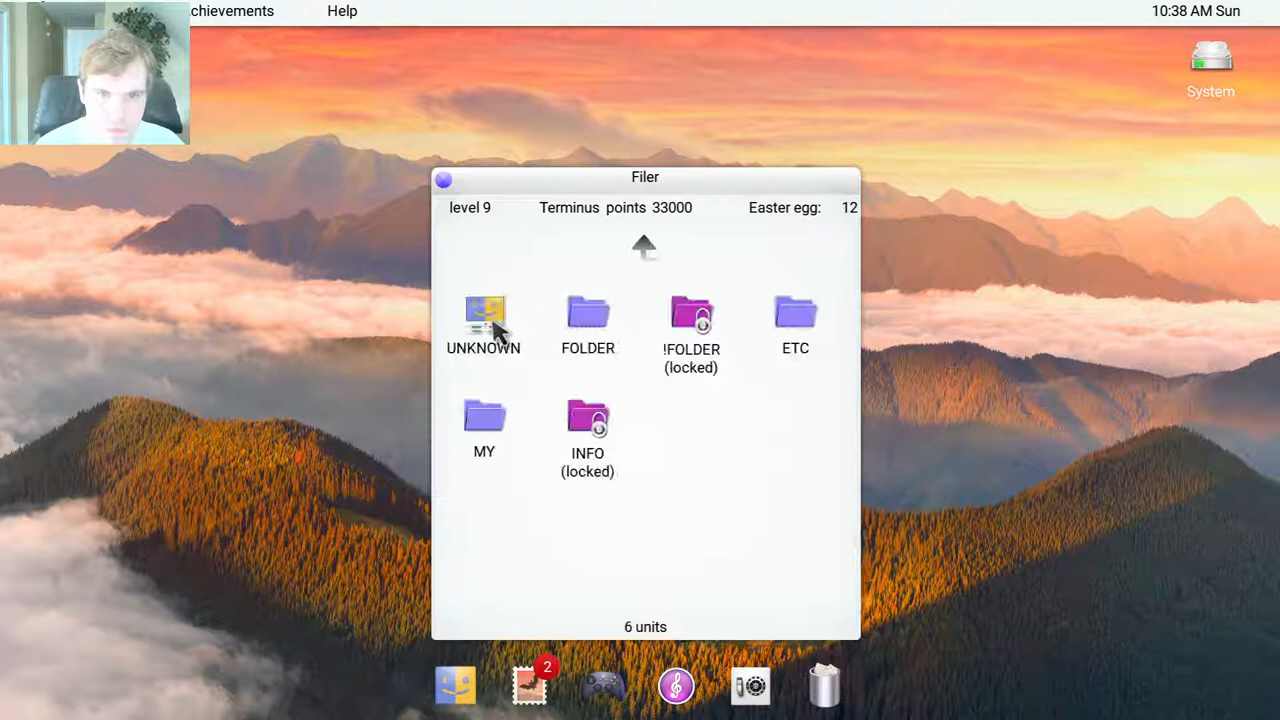 chievements Help 10:38 AM Sun
System
Filer
level 9 Terminus points 33000 Easter egg: 12
UNKNOWN FOLDER !FOLDER (locked) ETC
MY INFO (locked)
6 units
2